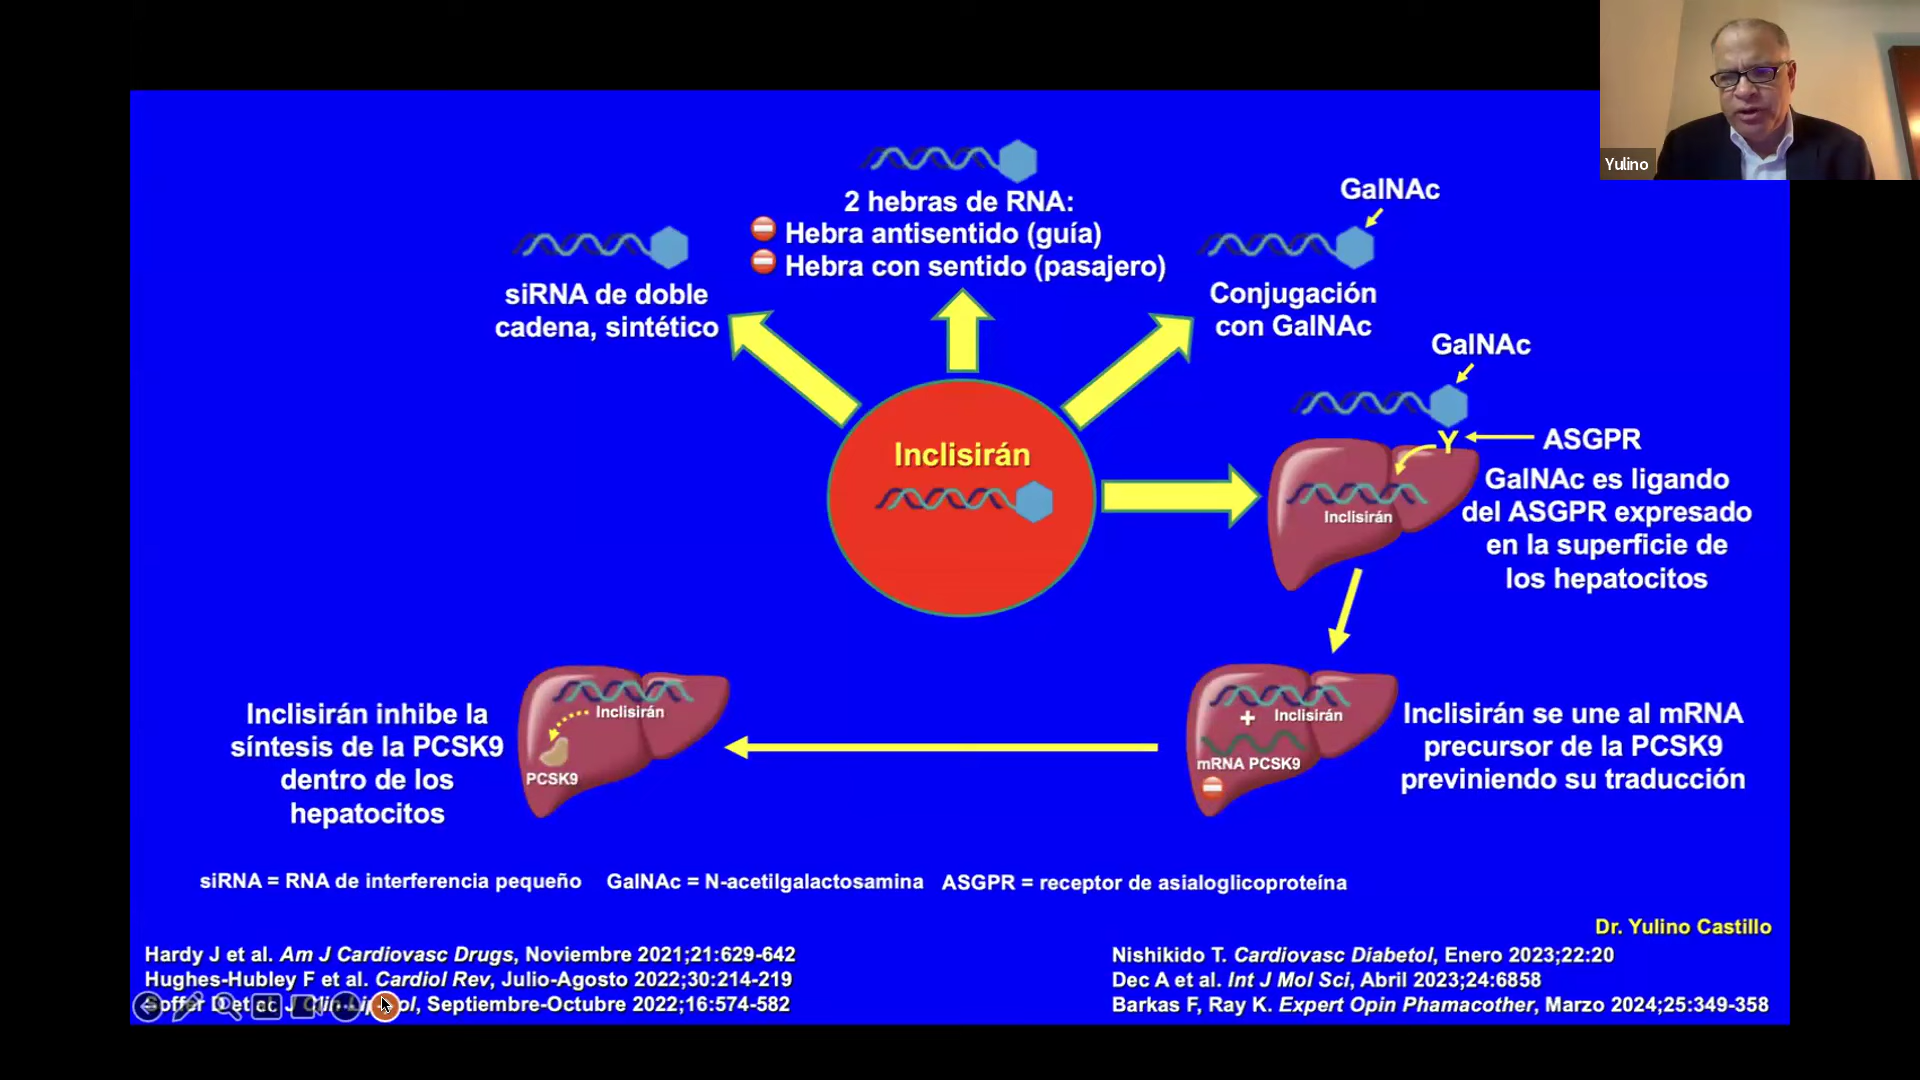 Yulino
2 hebras de RNA:
Hebra antisentido (guía)
Hebra con sentido (pasajero)
siRNA de doble
cadena, sintético
GalNAc
Conjugación
con GalNAc
Inclisirán
GalNAc
ASGPR
Inclisirán
GalNAc es ligando
del ASGPR expresado
en la superficie de
los hepatocitos
Inclisirán
mRNA PCSK9
Inclisirán se une al mRNA
precursor de la PCSK9
previniendo su traducción
Inclisirán
PCSK9
Inclisirán inhibe la
síntesis de la PCSK9
dentro de los
hepatocitos
siRNA = RNA de interferencia pequeño GalNAc = N-acetilgalactosamina ASGPR = receptor de asialoglicoproteína
Dr. Yulino Castillo
Hardy J et al. Am J Cardiovasc Drugs, Noviembre 2021;21:629-642
Hughes-Hubley F et al. Cardiol Rev, Julio-Agosto 2022;30:214-219
D et ac J Septiembre-Octubre 2022;16:574-582
Nishikido T. Cardiovasc Diabetol, Enero 2023;22:20
Dec A et al. Int J Mol Sci, Abril 2023;24:6858
Barkas F, Ray K. Expert Opin Phamacother, Marzo 2024;25:349-358